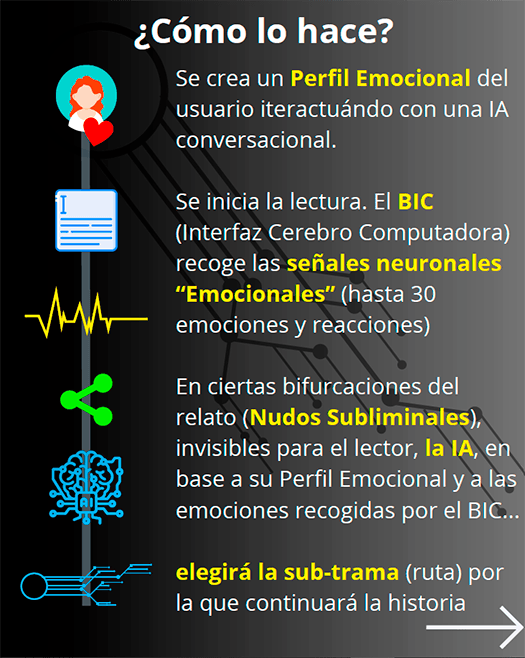 ¿Cómo lo hace?
Se crea un Perfil Emocional del
usuario iteractuándo con una IA
conversacional.
Se inicia la lectura. El BIC
(Interfaz Cerebro Computadora)
recoge las señales neuronales
“Emocionales” (hasta 30
emociones y reacciones)
En ciertas bifurcaciones del
relato (Nudos Subliminales),
invisibles para el lector, la IA, en
base a su Perfil Emocional y a las
emociones recogidas por el BIC...
AI
elegirá la sub-trama (ruta) por
la que continuará la historia